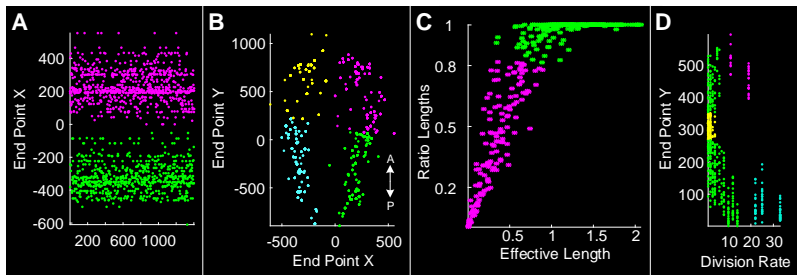 A
End Point X
600
400
200
0
-200
-400
-600
200 600 1000
B
End Point Y
1000
500
0
-500
A
P
-500 0 500
End Point X
C
Ratio Lengths
1
0.5
0.2
0.5 1 1.5 2
Effective Length
D
End Point Y
500
400
300
200
100
10 20 30
Division Rate